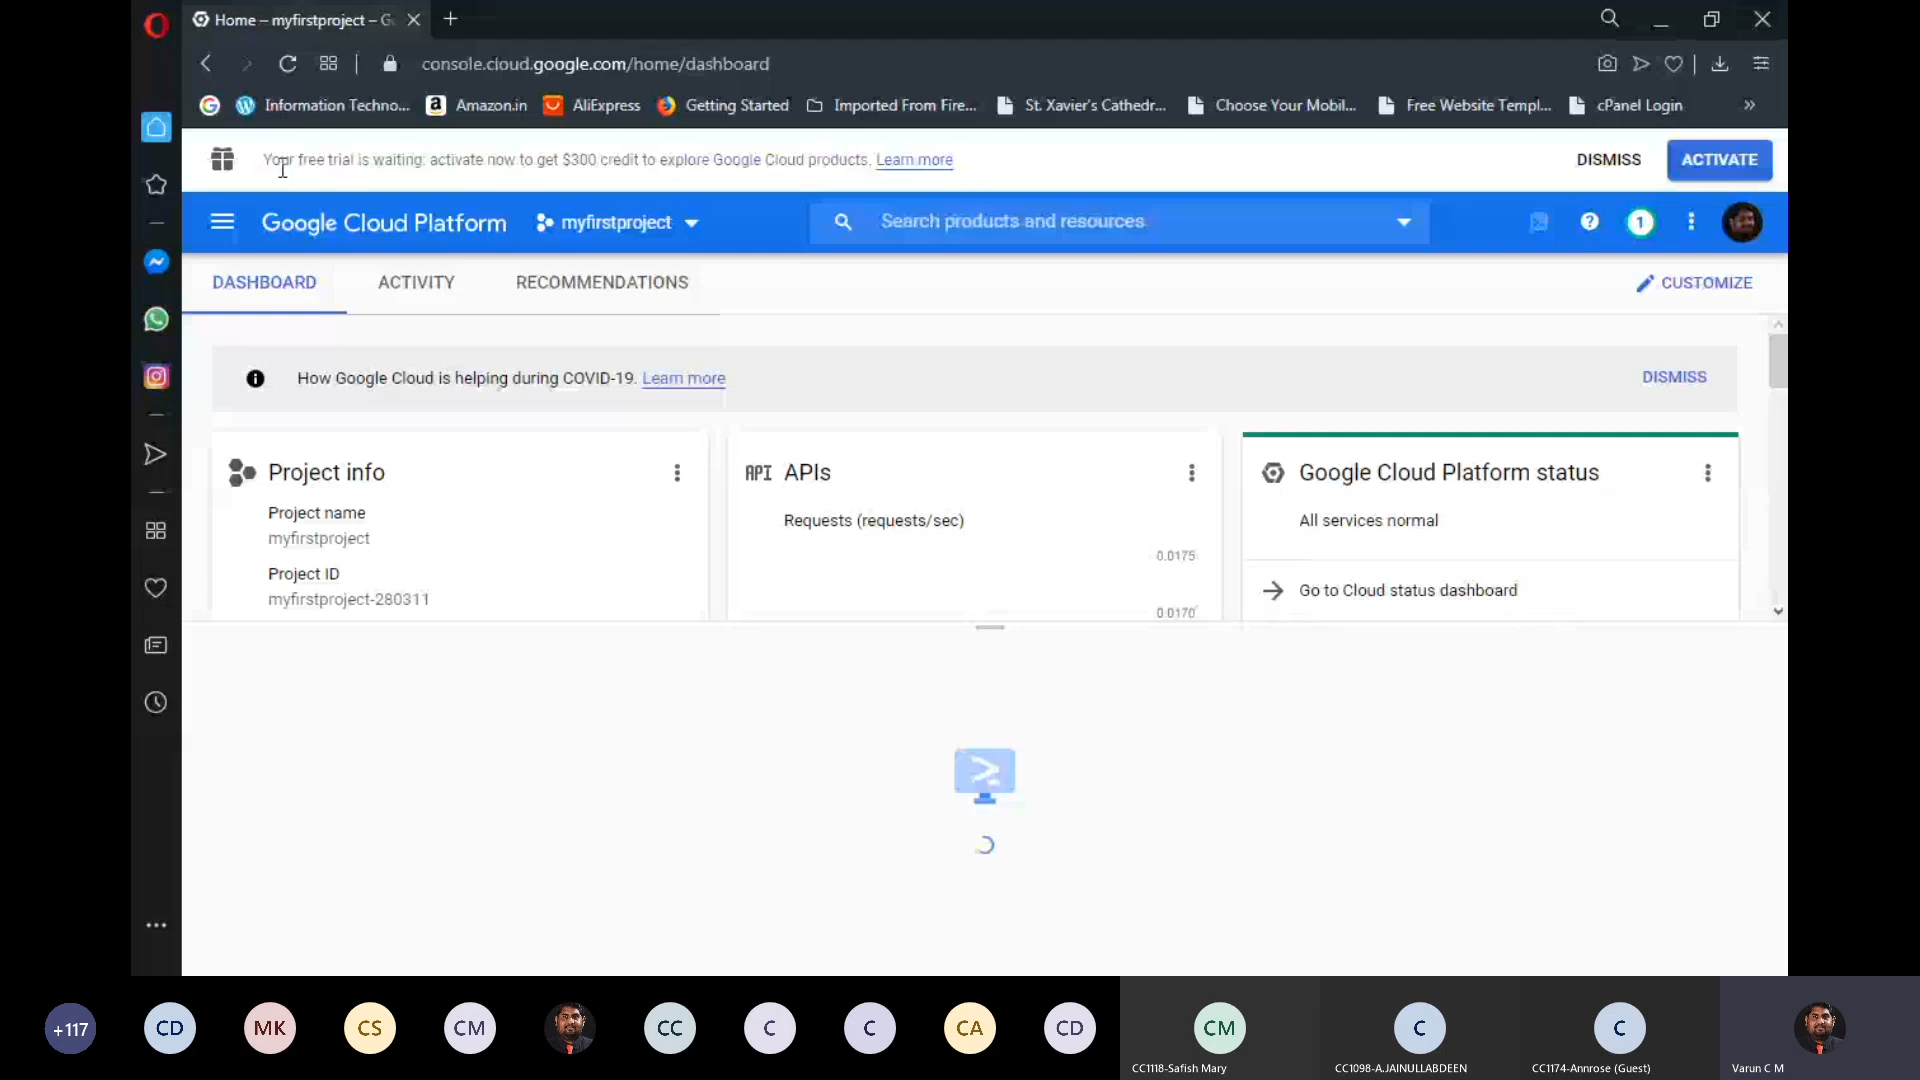 Home – myfirstproject – G
console.cloud.google.com/home/dashboard
Information Techno... Amazon.in AliExpress Getting Started Imported From Fire... St. Xavier's Cathedr... Choose Your Mobil... Free Website Templ... cPanel Login »
Your free trial is waiting: activate now to get $300 credit to explore Google Cloud products. Learn more DISMISS ACTIVATE
Google Cloud Platform myfirstproject Search products and resources ? 1
DASHBOARD ACTIVITY RECOMMENDATIONS CUSTOMIZE
How Google Cloud is helping during COVID-19. Learn more DISMISS
Project info
Project name
myfirstproject
Project ID
myfirstproject-280311
API APIs
Requests (requests/sec)
0.0175
0.0170
Google Cloud Platform status
All services normal
Go to Cloud status dashboard
+117 CD MK CS CM CC C C CA CD CM C C
CC1118-Safish Mary CC1098-A.JAINULLABDEEN CC1174-Annrose (Guest) Varun C M